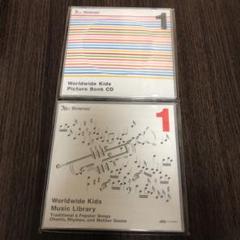 Benesse
1
Worldwide Kids
Picture Book CD
Benesse
1
Worldwide Kids
Music Library
Traditional & Popular Songs
Chants, Rhymes, and Mother Goose